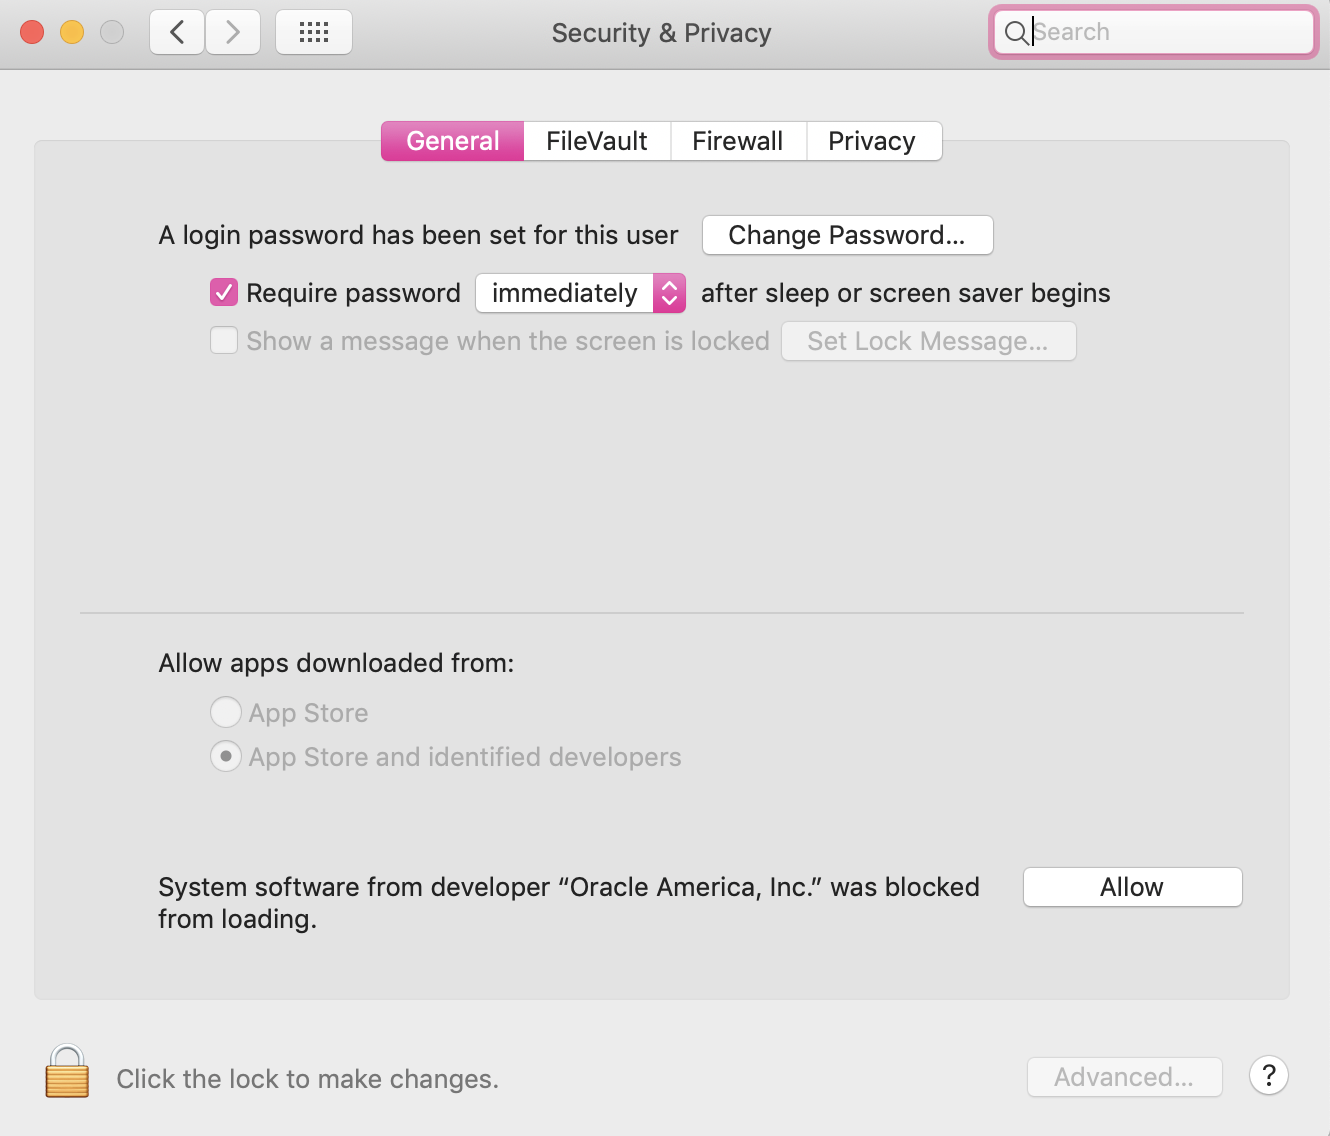 Security & Privacy
Search
General FileVault Firewall Privacy
A login password has been set for this user Change Password...
Require password immediately after sleep or screen saver begins
Show a message when the screen is locked Set Lock Message...
Allow apps downloaded from:
App Store
App Store and identified developers
System software from developer “Oracle America, Inc.” was blocked
from loading.
Allow
Click the lock to make changes.
Advanced...
?